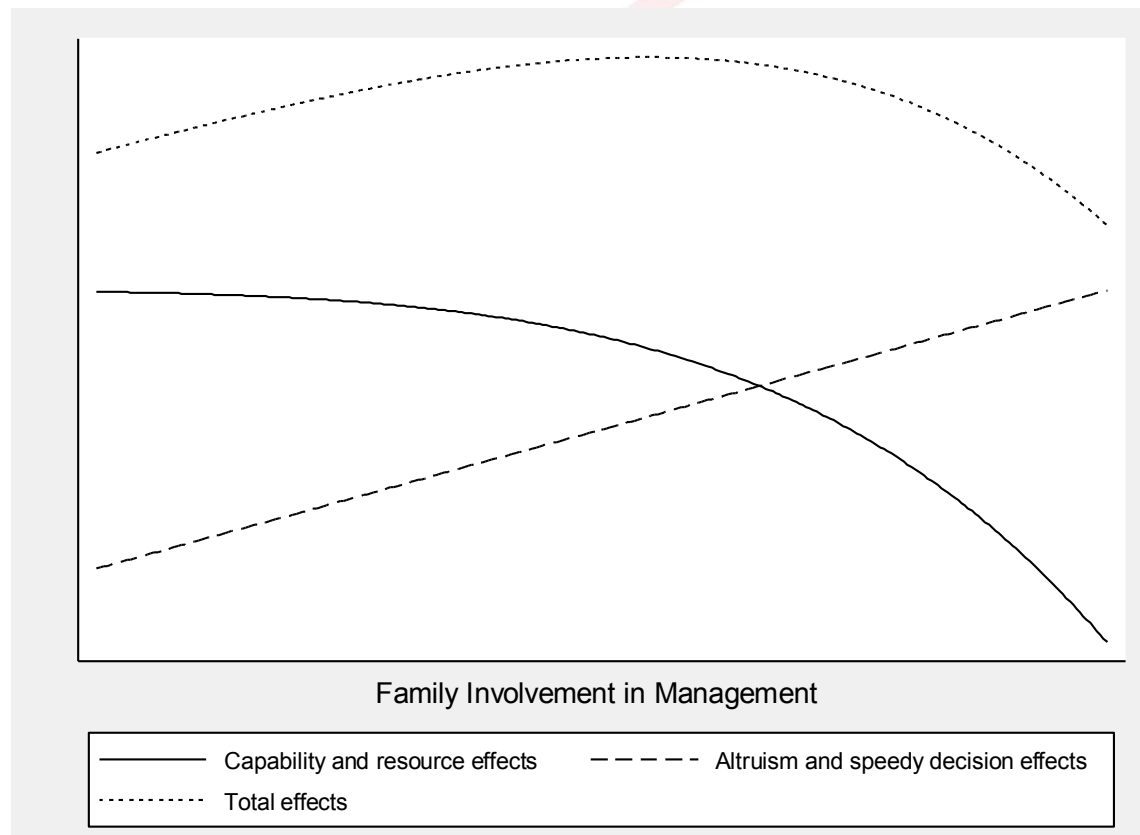 Family Involvement in Management
Capability and resource effects
Altruism and speedy decision effects
Total effects